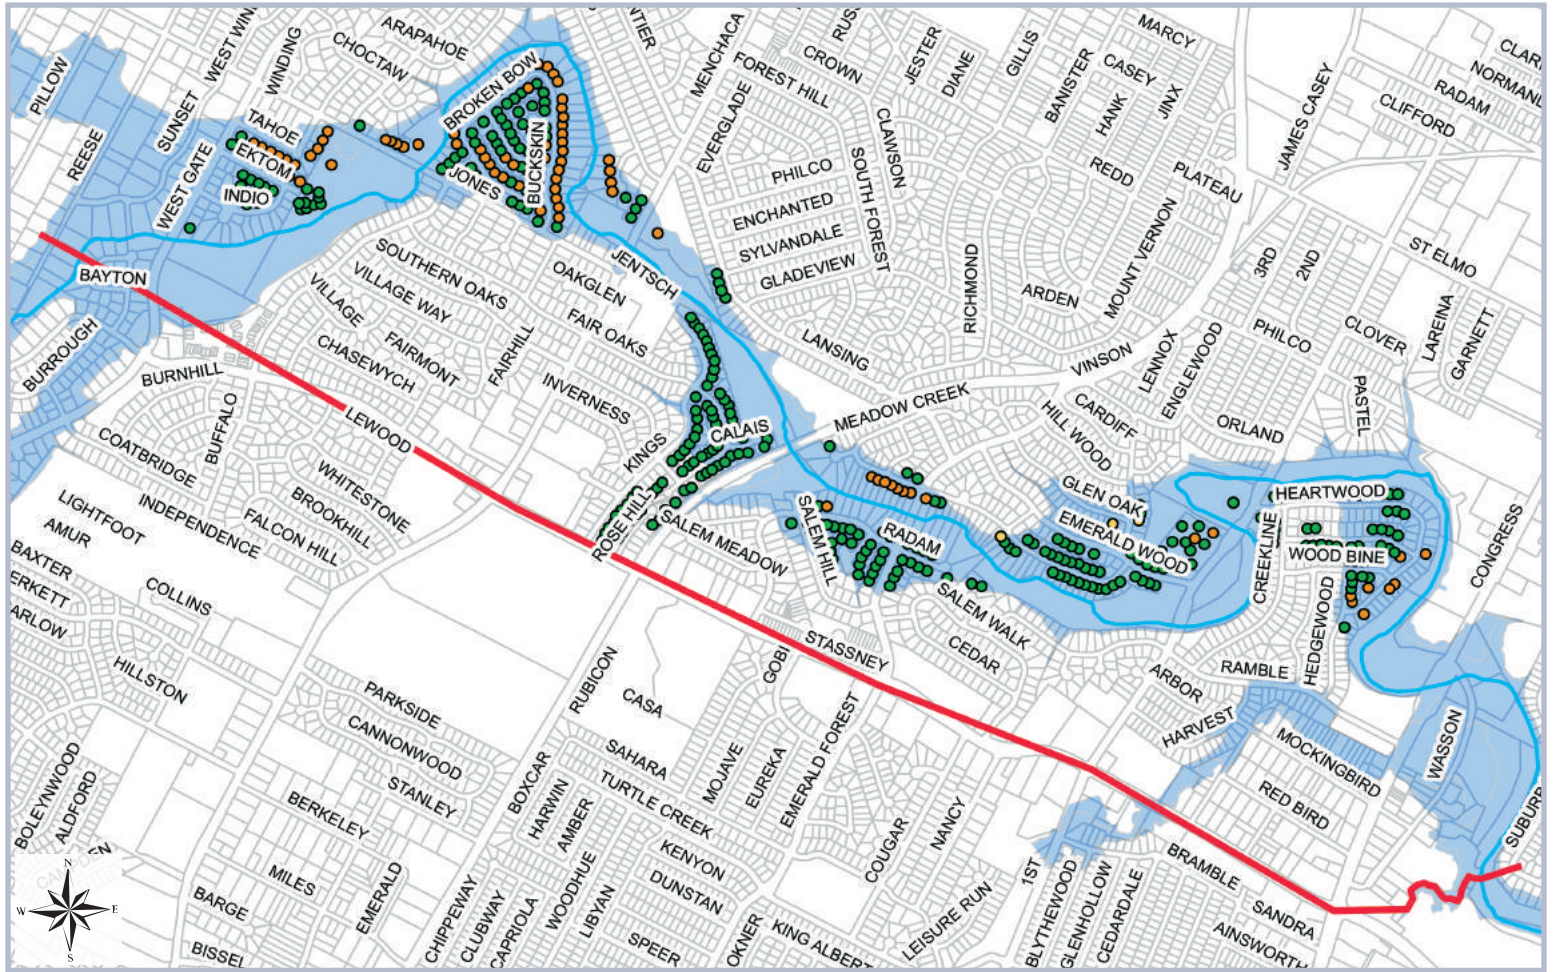 PILLOW
REESE
SUNSET
WEST GATE
WINDING
ARAPAHOE
CHOCTAW
TAHOE
EKTOM
INDIO
BAYTON
BURROUGH
BROKEN BOW
BUCKSKIN
JONES
MENCHACA
FOREST HILL
CROWN
JESTER
DIANE
GILLIS
MARCY
CASEY
BANISTER
HANK
JINX
JAMES CASEY
NORMANL
RADAM
CLIFFORD
EVERGLADE
CLAWSON
SOUTH FOREST
PHILCO
ENCHANTED
SYLVANDALE
GLADEVIEW
REDD
PLATEAU
MOUNT VERNON
RICHMOND
ARDEN
3RD
2ND
ST ELMO
LAREINA
GARNETT
CLOVER
PHILCO
PASTEL
ORLAND
LENNOX
ENGLEWOOD
VINSON
CARDIFF
HILL WOOD
LANSING
MEADOW CREEK
JENTSCH
OAKGLEN
FAIR OAKS
SOUTHERN OAKS
VILLAGE WAY
VILLAGE
FAIRMONT
FAIRHILL
CHASEWYCH
INVERNESS
KINGS
CALAIS
BURNHILL
BUFFALO
LEWOOD
COATBRIDGE
WHITESTONE
BROOKHILL
FALCON HILL
INDEPENDENCE
LIGHTFOOT
AMUR
BAXTER
ERKETT
ARLOW
COLLINS
HILLSTON
ROSE HILL
SALEM MEADOW
SALEM HILL
RADAM
SALEM WALK
CEDAR
STASSNEY
GOBI
GLEN OAK
EMERALD WOOD
HEARTWOOD
WOOD BINE
CREEKLINE
HEDGEWOOD
CONGRESS
RAMBLE
ARBOR
HARVEST
MOCKINGBIRD
RED BIRD
WASSON
SUBURB
RUBICON
CASA
PARKSIDE
CANNONWOOD
STANLEY
BERKELEY
BOLEYNWOOD
ALDFORD
MILES
BARGE
BISSEL
EMERALD
BOXCAR
SAHARA
MOJAVE
EUREKA
EMERALD FOREST
TURTLE CREEK
HARWIN
AMBER
WOODHUE
LIBYAN
CHIPPEWAY
CLUBWAY
CAPRIOLA
KENYON
DUNSTAN
SPEER
OKNER
KING ALBERT
COUGAR
NANCY
LEISURE RUN
1ST
BLYTHEWOOD
GLENHOLLOW
CEDARDALE
BRAMBLE
SANDRA
AINSWORTH
N
W E
S